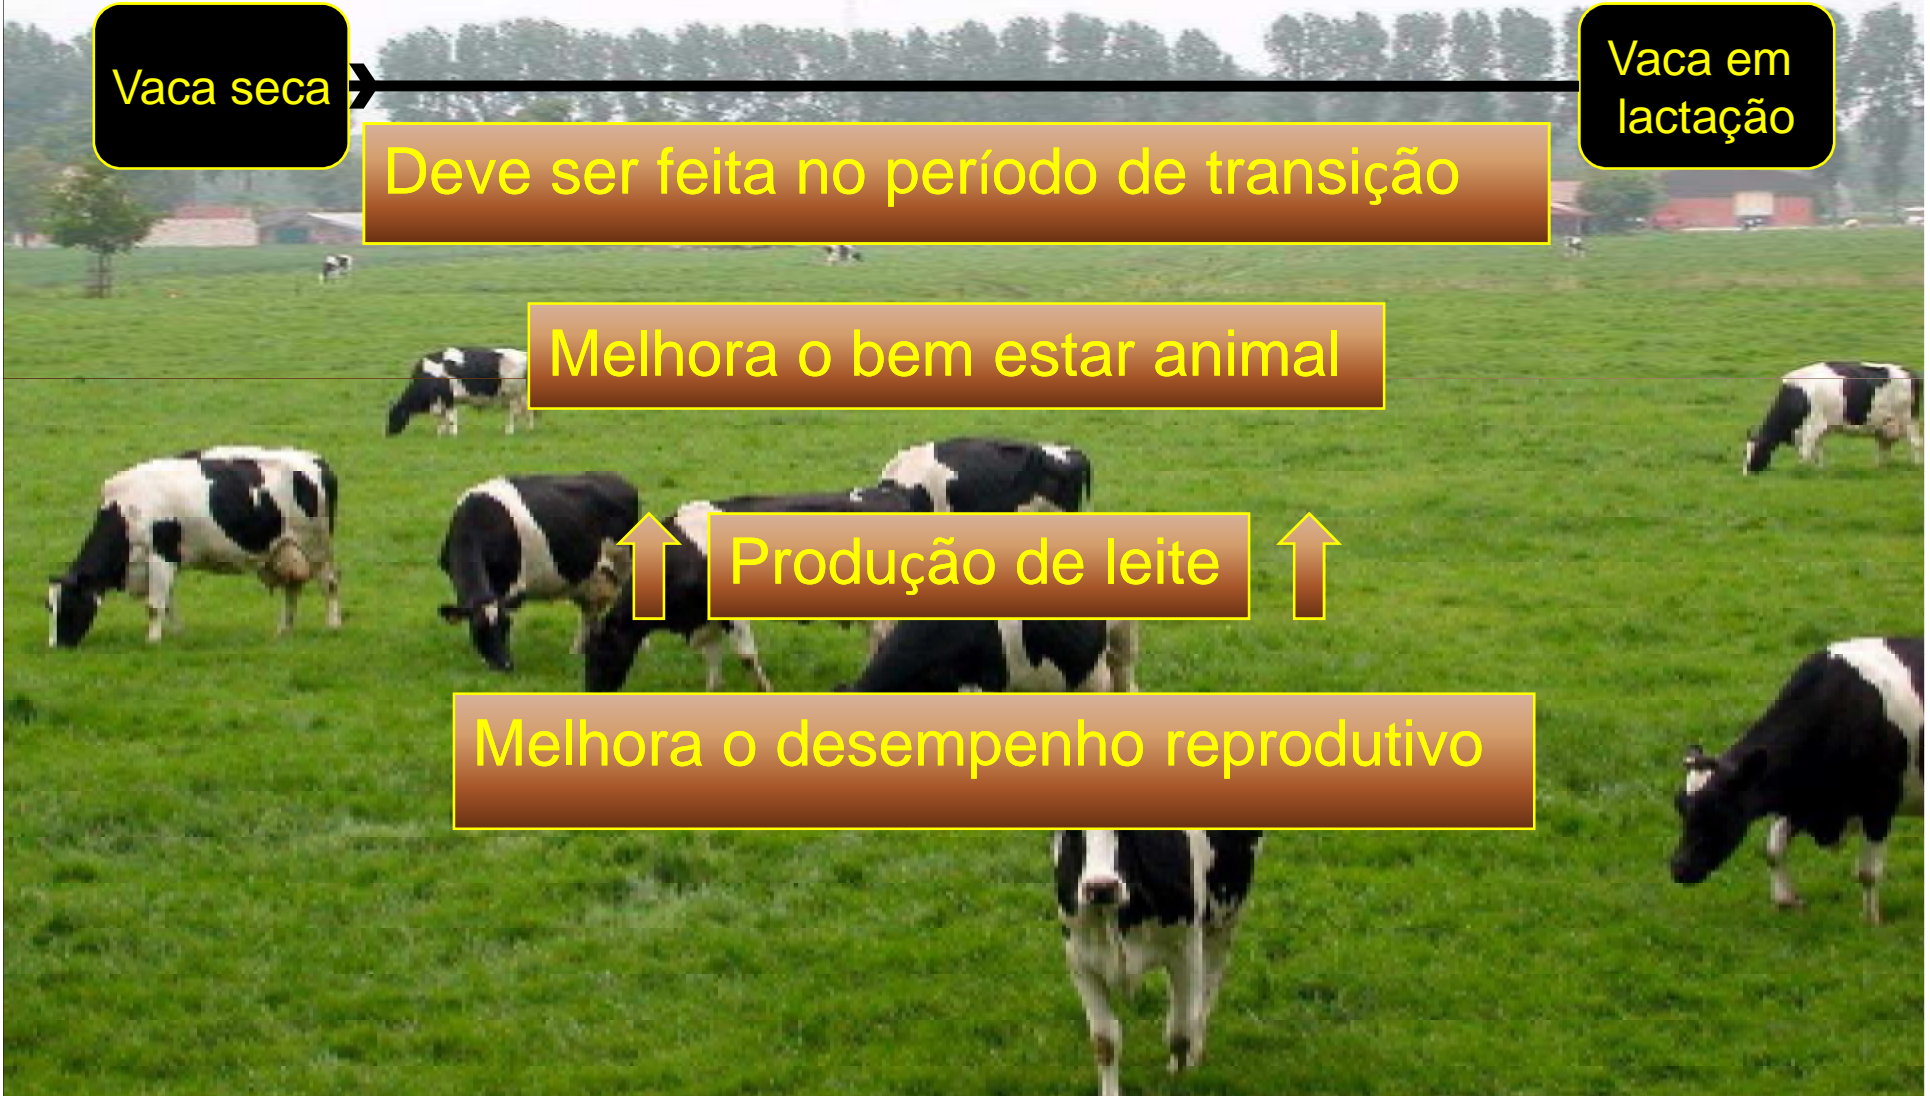 Vaca seca
Vaca em
lactação
Deve ser feita no período de transição
Melhora o bem estar animal
Produção de leite
Melhora o desempenho reprodutivo